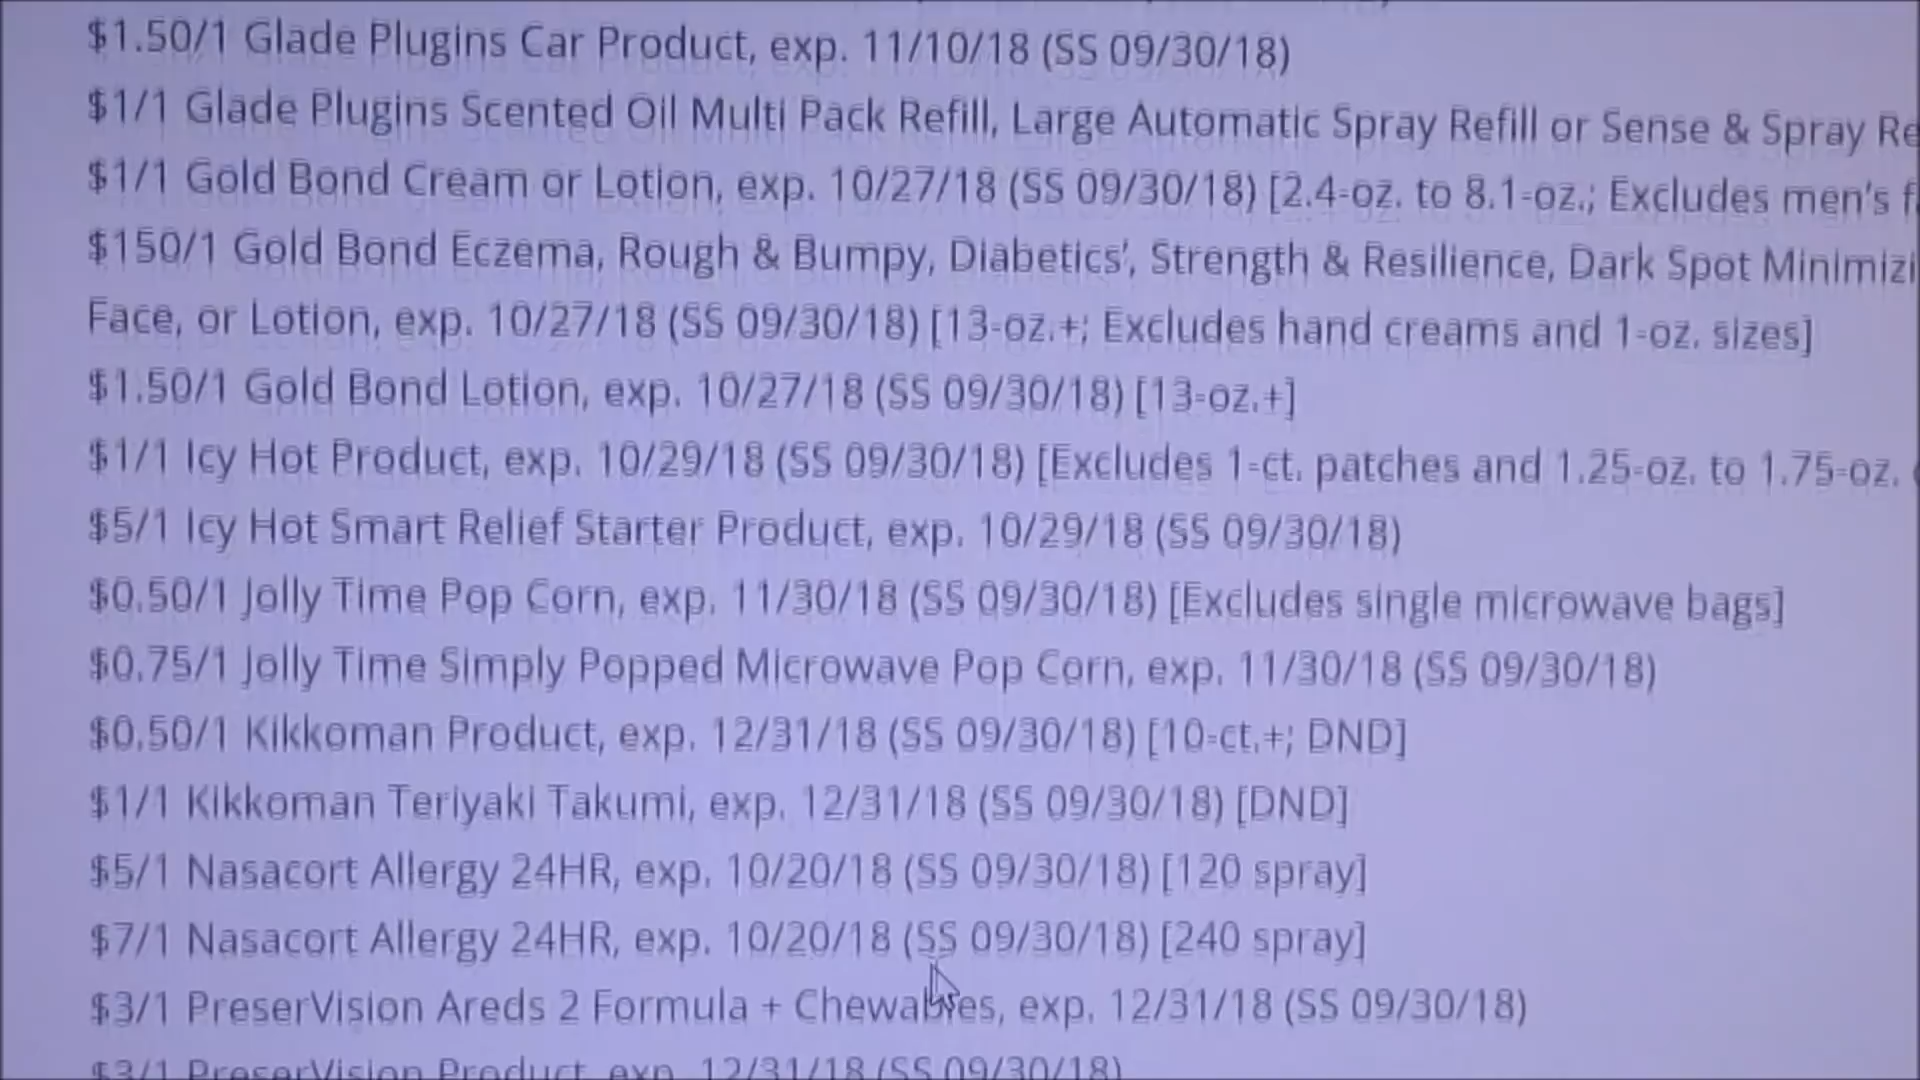 $1.50/1 Glade Plugins Car Product, exp. 11/10/18 (SS 09/30/18)
$1/1 Glade Plugins Scented Oil Multi Pack Refill, Large Automatic Spray Refill or Sense & Spray Re
$1/1 Gold Bond Cream or Lotion, exp. 10/27/18 (SS 09/30/18) [2.4-oz. to 8.1-oz.; Excludes men's f
$150/1 Gold Bond Eczema, Rough & Bumpy, Diabetics', Strength & Resilience, Dark Spot Minimizi
Face, or Lotion, exp. 10/27/18 (SS 09/30/18) [13-oz.+; Excludes hand creams and 1-oz. sizes]
$1.50/1 Gold Bond Lotion, exp. 10/27/18 (SS 09/30/18) [13-oz.+]
$1/1 Icy Hot Product, exp. 10/29/18 (SS 09/30/18) [Excludes 1-ct. patches and 1.25-oz. to 1.75-oz.
$5/1 Icy Hot Smart Relief Starter Product, exp. 10/29/18 (SS 09/30/18)
$0.50/1 Jolly Time Pop Corn, exp. 11/30/18 (SS 09/30/18) [Excludes single microwave bags]
$0.75/1 Jolly Time Simply Popped Microwave Pop Corn, exp. 11/30/18 (SS 09/30/18)
$0.50/1 Kikkoman Product, exp. 12/31/18 (SS 09/30/18) [10-ct.+; DND]
$1/1 Kikkoman Teriyaki Takumi, exp. 12/31/18 (SS 09/30/18) [DND]
$5/1 Nasacort Allergy 24HR, exp. 10/20/18 (SS 09/30/18) [120 spray]
$7/1 Nasacort Allergy 24HR, exp. 10/20/18 (SS 09/30/18) [240 spray]
$3/1 PreserVision Areds 2 Formula + Chewables, exp. 12/31/18 (SS 09/30/18)
$3/1 PreserVision Product, exp. 12/31/18 (SS 09/30/18)